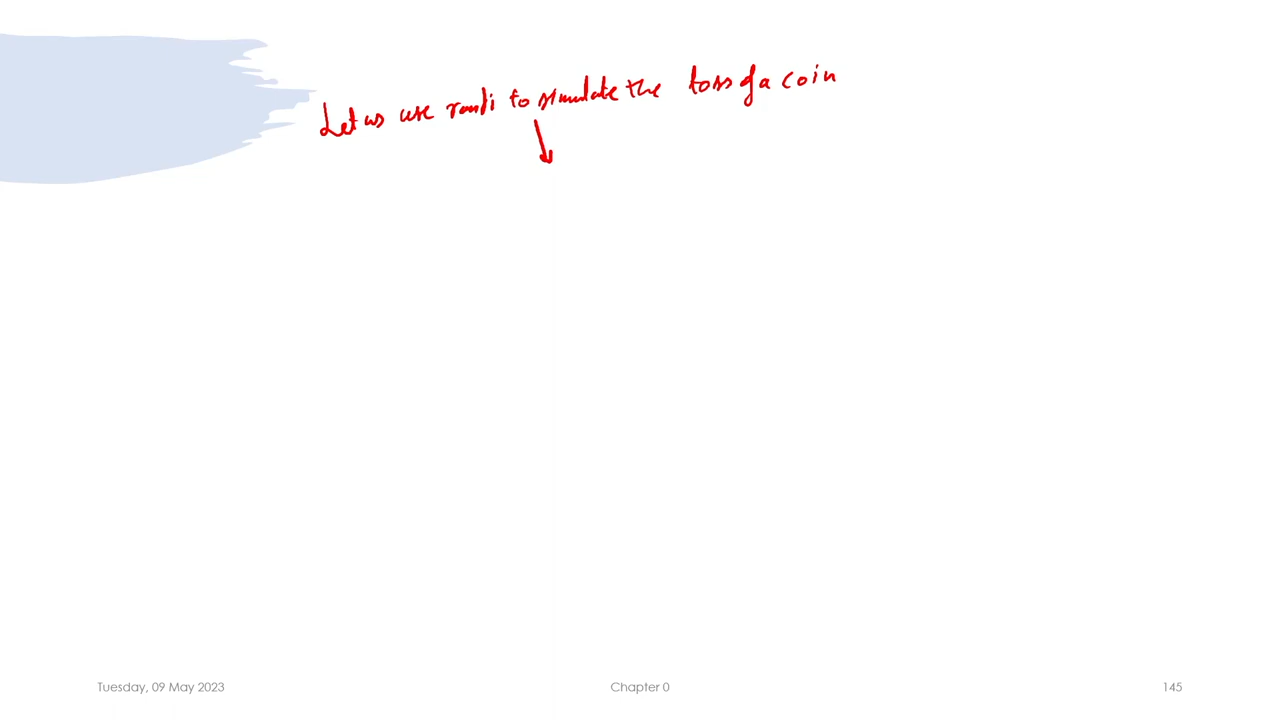 Let us use randi to simulate the toss of a coin
Tuesday, 09 May 2023
Chapter 0
145